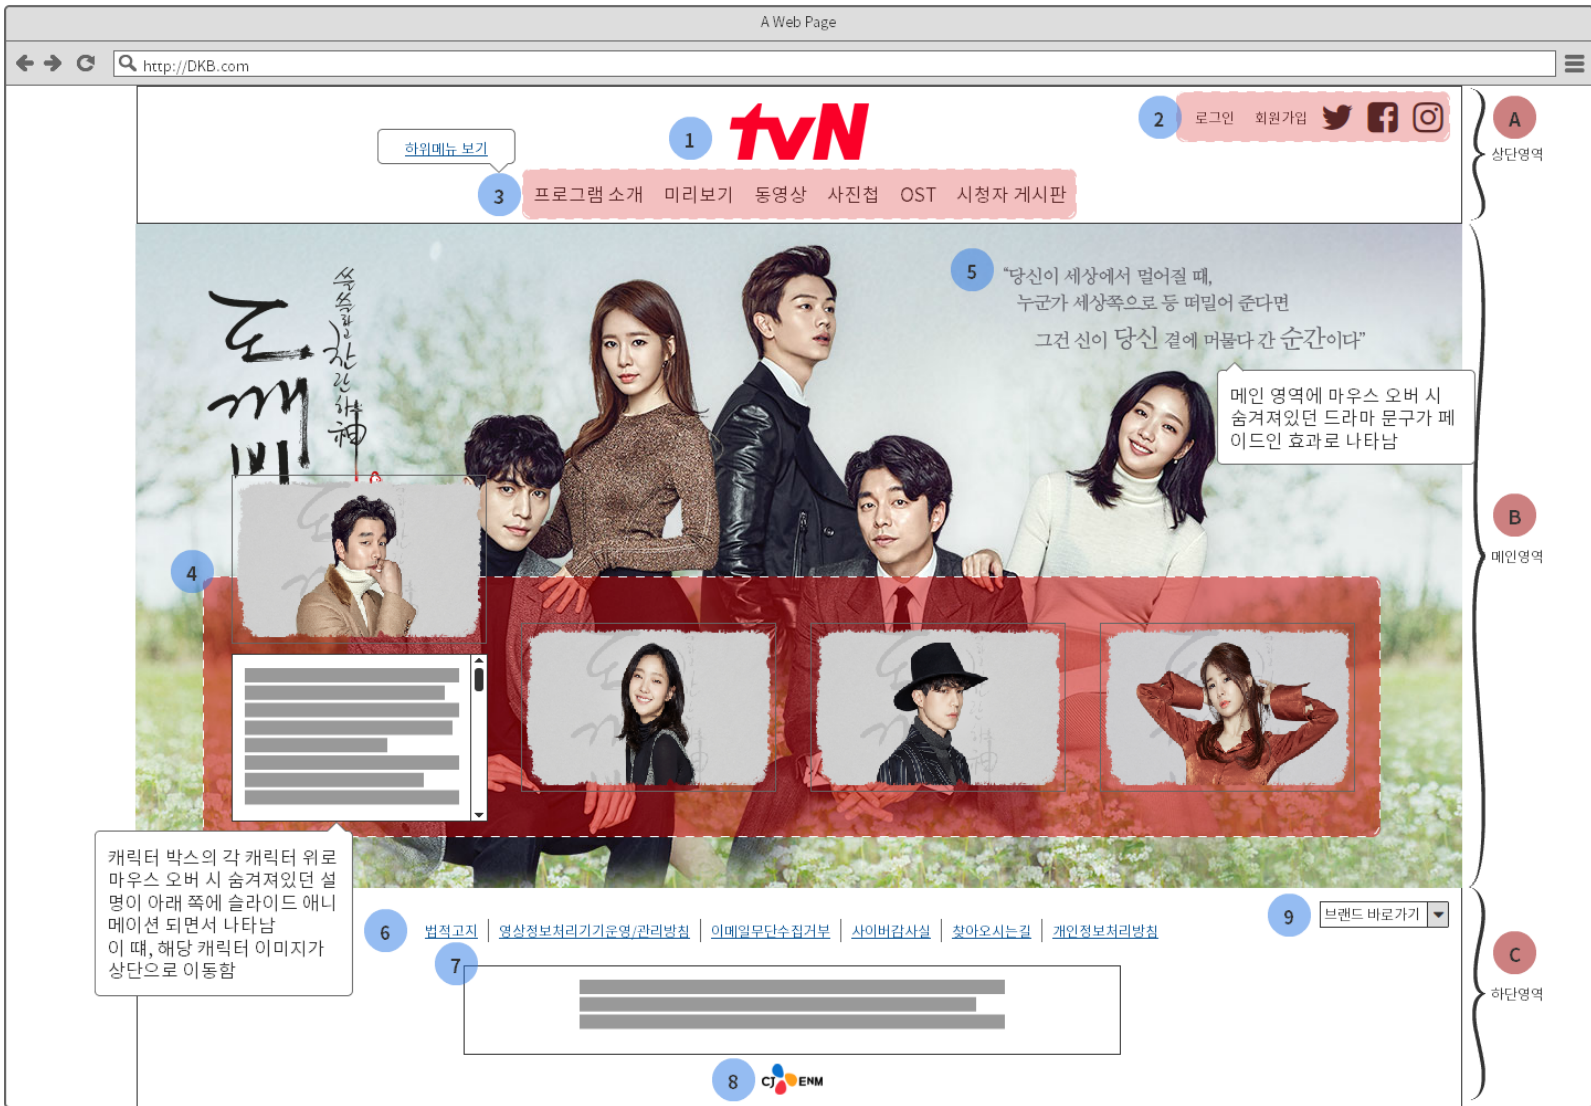 A Web Page
http://DKB.com
1
tvN
2
로그인 회원가입
A
상단영역
하위메뉴 보기
3
프로그램 소개 미리보기 동영상 사진첩 OST 시청자 게시판
쓸쓸하고 찬란하神
도깨비
5
“당신이 세상에서 멀어질 때,
누군가 세상쪽으로 등 떠밀어 준다면
그건 신이 당신 곁에 머물다 간 순간이다”
메인 영역에 마우스 오버 시
숨겨져있던 드라마 문구가 페
이드인 효과로 나타남
B
메인영역
4
캐릭터 박스의 각 캐릭터 위로
마우스 오버 시 숨겨져있던 설
명이 아래 쪽에 슬라이드 애니
메이션 되면서 나타남
이 떄, 해당 캐릭터 이미지가
상단으로 이동함
6
법적고지 영상정보처리기기운영/관리방침 이메일무단수집거부 사이버감사실 찾아오시는길 개인정보처리방침
9
브랜드 바로가기
7
C
하단영역
8
CJ ENM